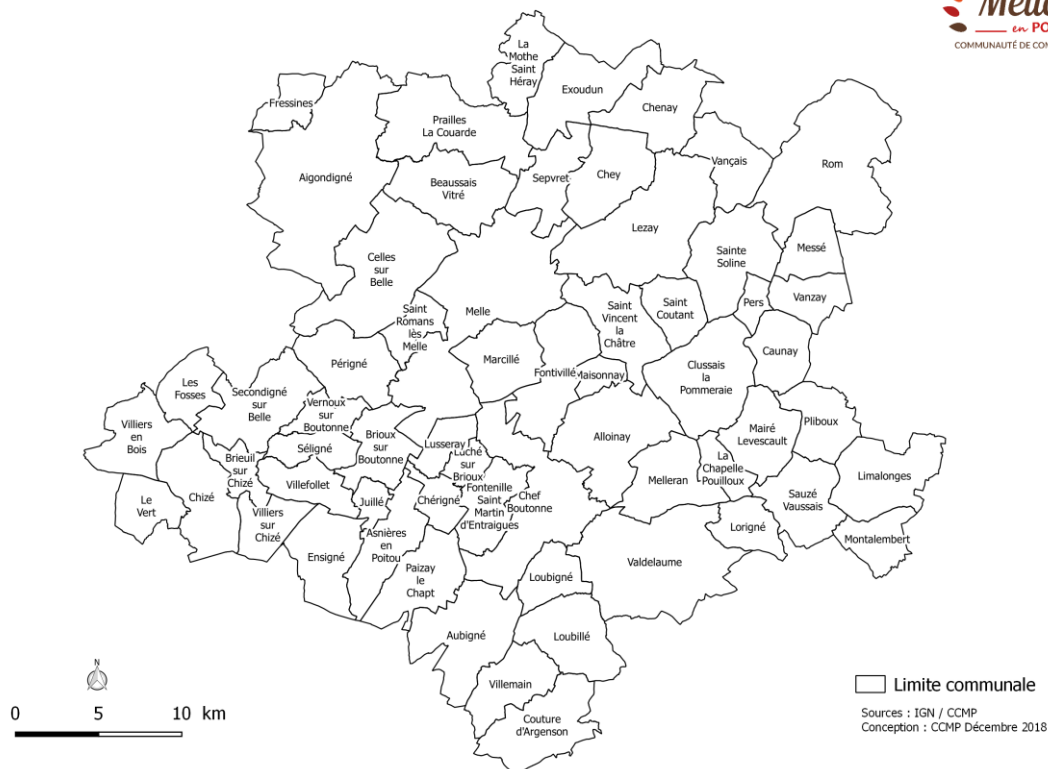 Mello
en PO
COMMUNAUTÉ DE COM
La
Mothe
Saint
Héray
Exoudun
Chenay
Fressines
Prailles
La Couarde
Vançais
Rom
Aigondigné
Beaussais
Vitré
Sepvret
Chey
Lezay
Celles
sur
Belle
Sainte
Soline
Messé
Melle
Saint
Romans
lès
Melle
Saint
Vincent
la
Châtre
Saint
Coutant
Pers
Vanzay
Marcillé
Fontivillé
Maisonnay
Périgné
Clussais
la
Pommeraie
Caunay
Les
Fosses
Secondigné
sur
Belle
Vernoux
sur
Boutonne
Villiers
en
Bois
Brioux
sur
Boutonne
Lusseray
Luché
sur
Brioux
Alloinay
Mairé
Levescault
Pliboux
Séligné
Brieuil
sur
Chizé
La
Chapelle
Pouilloux
Limalonges
Le
Vert
Chizé
Villefollet
Juillé
Chérigné
Fontenille
Saint
Martin
d'Entraigues
Chef
Boutonne
Melleran
Sauzé
Vaussais
Villiers
sur
Chizé
Asnières
en
Poitou
Lorigné
Montalembert
Ensigné
Paizay
le
Chapt
Valdelaume
Loubigné
Aubigné
Loubillé
Villemain
Couture
d'Argenson
N
0 5 10 km
Limite communale
Sources : IGN / CCMP
Conception : CCMP Décembre 2018